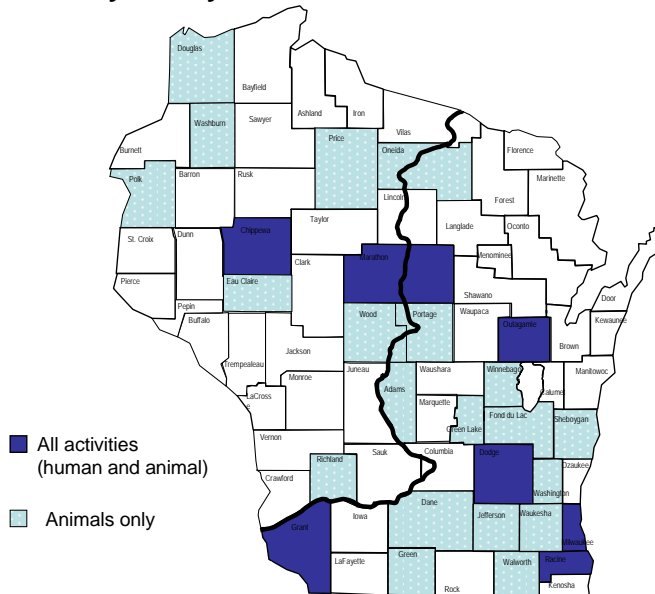 Douglas
Bayfield
Ashland
Iron
Vilas
Washburn
Sawyer
Price
Oneida
Florence
Burnett
Marinette
Polk
Barron
Rusk
Lincoln
Forest
Taylor
Langlade
Oconto
Chippewa
Dunn
St. Croix
Menominee
Marathon
Clark
Pierce
Eau Claire
Shawano
Door
Pepin
Wood
Portage
Waupaca
Kewaunee
Buffalo
Outagamie
Brown
Jackson
Trempealeau
Juneau
Waushara
Winnebago
Manitowoc
Monroe
Adams
Calumet
LaCross
e
Marquette
Fond du Lac
Green Lake
Sheboygan
Vernon
Sauk
Columbia
Dodge
All activities
(human and animal)
Richland
Ozaukee
Crawford
Washington
Dane
Iowa
Jefferson
Waukesha
Animals only
Grant
Milwaukee
LaFayette
Green
Walworth
Racine
Rock
Kenosha